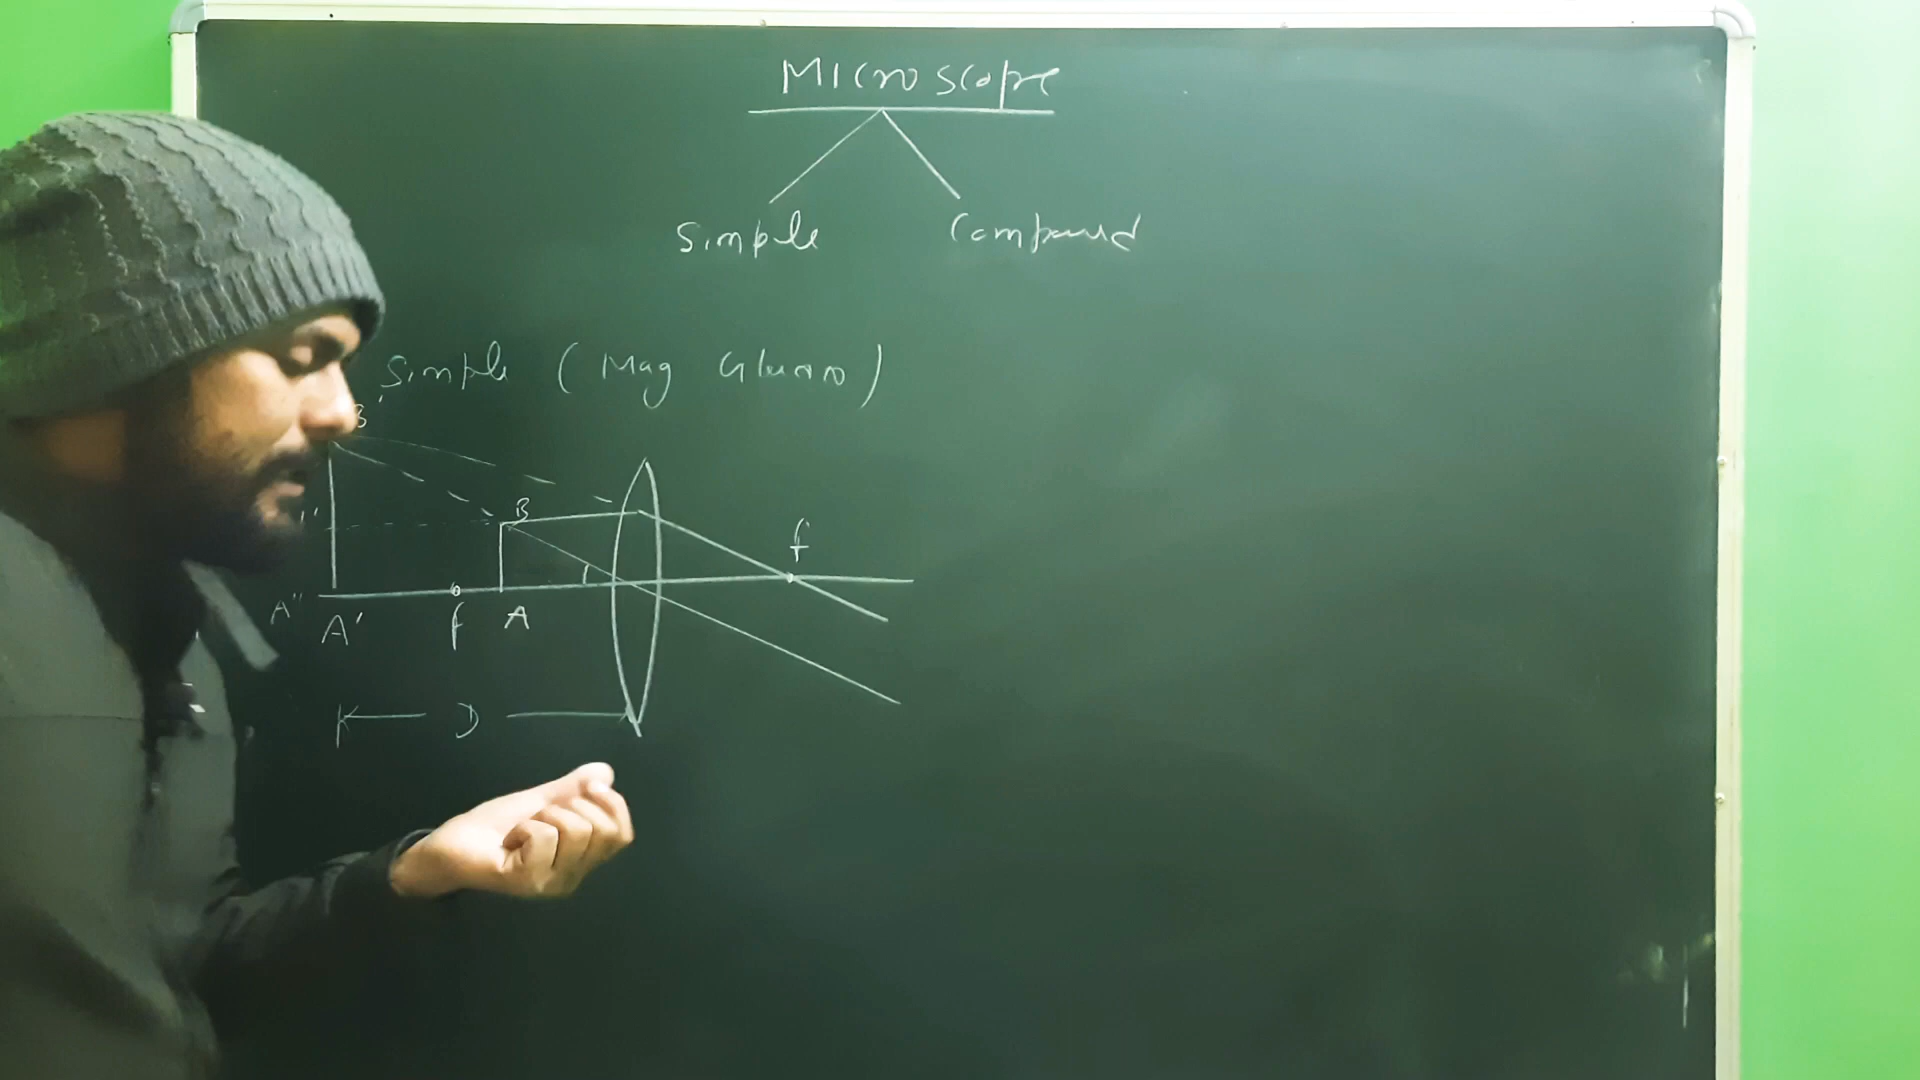 Microscope
Simple Compound
Simple ( Mag Glass )
B'
B
f
A" A' f A
D